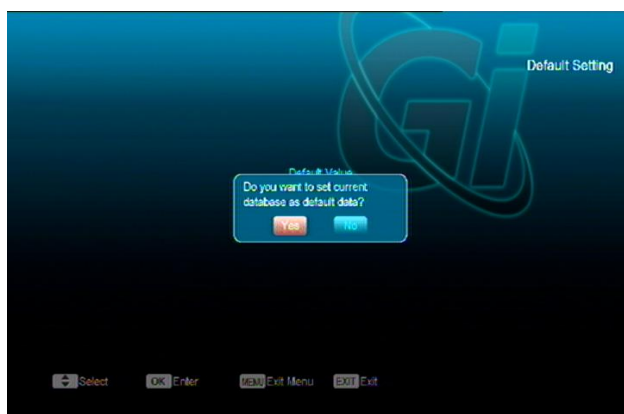 Default Setting
Default Value
Do you want to set current
database as default data?
Yes No
Select OK Enter MENU Exit Menu EXIT Exit